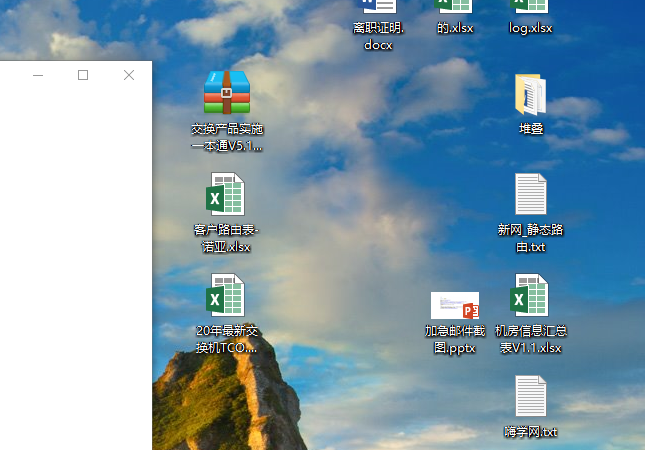 离职证明.
docx
的.xlsx
log.xlsx
交换产品实施
一本通V5.1...
堆叠
客户路由表-
诺亚.xlsx
新网_静态路
由.txt
20年最新交
换机TCO....
加急邮件截
图.pptx
机房信息汇总
表V1.1.xlsx
嗨学网.txt